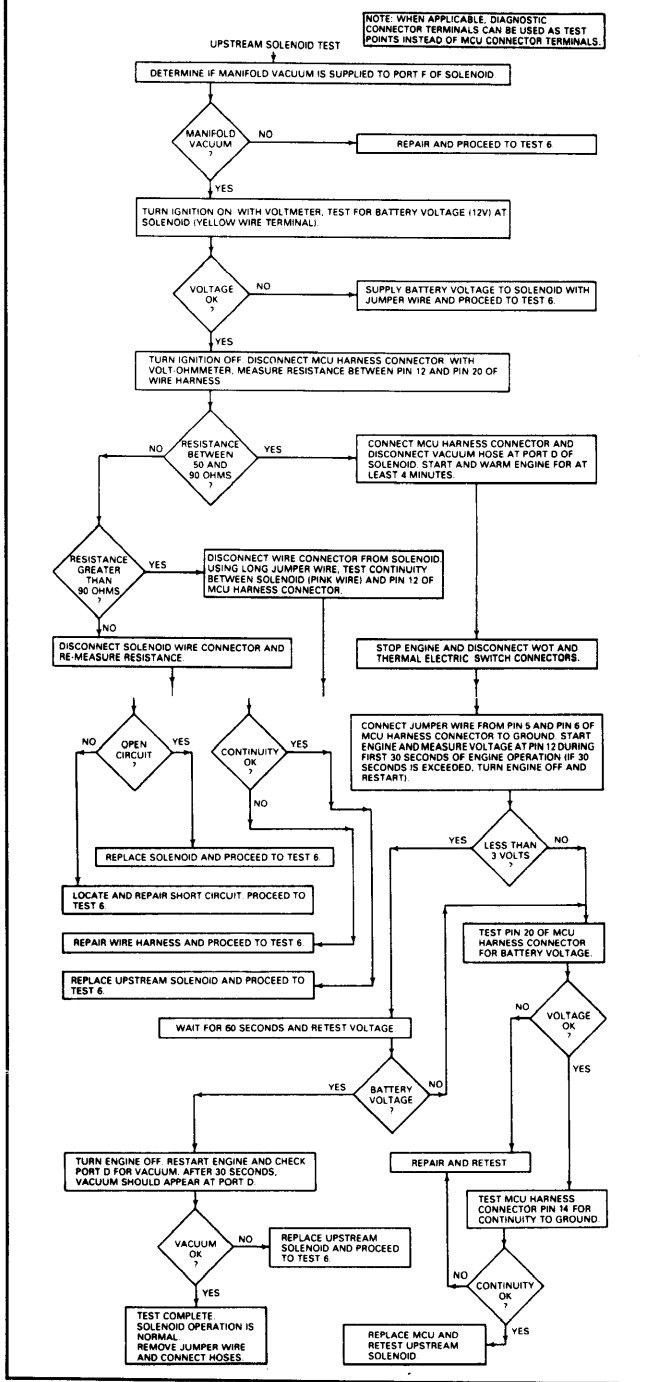 NOTE: WHEN APPLICABLE, DIAGNOSTIC
CONNECTOR TERMINALS CAN BE USED AS TEST
POINTS INSTEAD OF MCU CONNECTOR TERMINALS.
UPSTREAM SOLENOID TEST
DETERMINE IF MANIFOLD VACUUM IS SUPPLIED TO PORT F OF SOLENOID
MANIFOLD
VACUUM
?
NO
REPAIR AND PROCEED TO TEST 6
YES
TURN IGNITION ON WITH VOLTMETER, TEST FOR BATTERY VOLTAGE (12V) AT
SOLENOID (YELLOW WIRE TERMINAL).
VOLTAGE
OK
?
NO
SUPPLY BATTERY VOLTAGE TO SOLENOID WITH
JUMPER WIRE AND PROCEED TO TEST 6.
YES
TURN IGNITION OFF. DISCONNECT MCU HARNESS CONNECTOR. WITH
VOLT-OHMMETER, MEASURE RESISTANCE BETWEEN PIN 12 AND PIN 20 OF
WIRE HARNESS
NO
RESISTANCE
BETWEEN
50 AND
90 OHMS
?
YES
CONNECT MCU HARNESS CONNECTOR AND
DISCONNECT VACUUM HOSE AT PORT D OF
SOLENOID. START AND WARM ENGINE FOR AT
LEAST 4 MINUTES.
RESISTANCE
GREATER
THAN
90 OHMS
?
YES
DISCONNECT WIRE CONNECTOR FROM SOLENOID.
USING LONG JUMPER WIRE, TEST CONTINUITY
BETWEEN SOLENOID (PINK WIRE) AND PIN 12 OF
MCU HARNESS CONNECTOR.
NO
DISCONNECT SOLENOID WIRE CONNECTOR AND
RE-MEASURE RESISTANCE.
STOP ENGINE AND DISCONNECT WOT AND
THERMAL ELECTRIC SWITCH CONNECTORS.
NO
OPEN
CIRCUIT
?
YES
CONTINUITY
OK
?
YES
NO
CONNECT JUMPER WIRE FROM PIN 5 AND PIN 6 OF
MCU HARNESS CONNECTOR TO GROUND. START
ENGINE AND MEASURE VOLTAGE AT PIN 12 DURING
FIRST 30 SECONDS OF ENGINE OPERATION (IF 30
SECONDS IS EXCEEDED, TURN ENGINE OFF AND
RESTART).
REPLACE SOLENOID AND PROCEED TO TEST 6.
YES
LESS THAN
3 VOLTS
?
NO
LOCATE AND REPAIR SHORT CIRCUIT. PROCEED TO
TEST 6.
REPAIR WIRE HARNESS AND PROCEED TO TEST 6.
TEST PIN 20 OF MCU
HARNESS CONNECTOR
FOR BATTERY VOLTAGE.
REPLACE UPSTREAM SOLENOID AND PROCEED TO
TEST 6.
WAIT FOR 60 SECONDS AND RETEST VOLTAGE
NO
VOLTAGE
OK
?
YES
YES
BATTERY
VOLTAGE
?
NO
TURN ENGINE OFF. RESTART ENGINE AND CHECK
PORT D FOR VACUUM. AFTER 30 SECONDS,
VACUUM SHOULD APPEAR AT PORT D.
REPAIR AND RETEST
TEST MCU HARNESS
CONNECTOR PIN 14 FOR
CONTINUITY TO GROUND.
VACUUM
OK
?
NO
REPLACE UPSTREAM
SOLENOID AND PROCEED
TO TEST 6.
YES
NO
CONTINUITY
OK
?
YES
TEST COMPLETE.
SOLENOID OPERATION IS
NORMAL.
REMOVE JUMPER WIRE
AND CONNECT HOSES.
REPLACE MCU AND
RETEST UPSTREAM
SOLENOID.